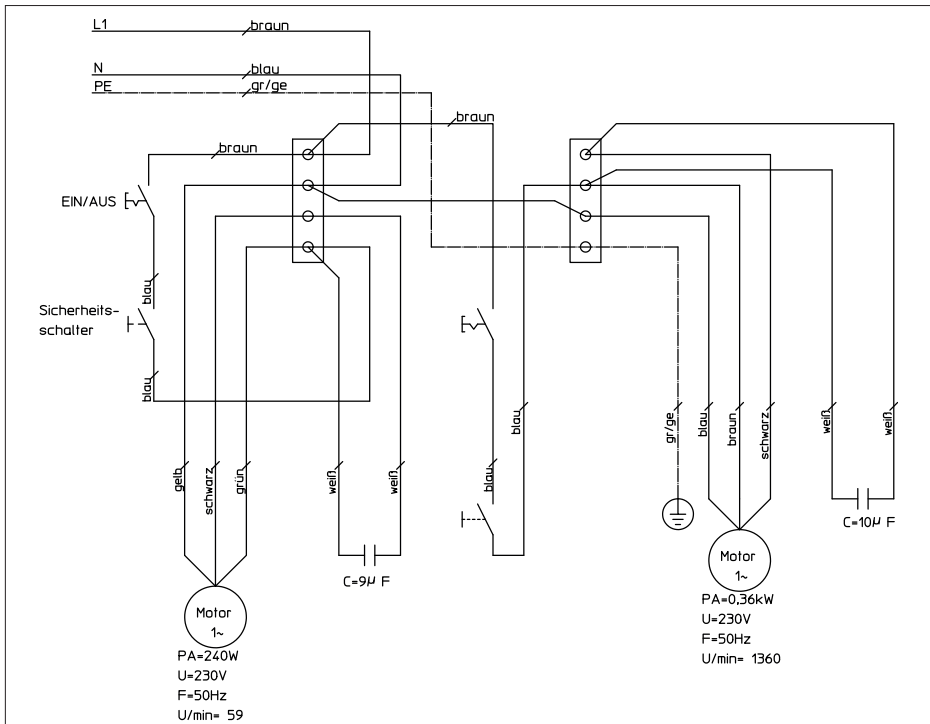 L1
braun
N
blau
PE
gr/ge
braun
braun
EIN/AUS
blau
Sicherheits-
schalter
blau
blau
gr/ge
blau
braun
schwarz
weiß
weiß
gelb
schwarz
grün
weiß
weiß
blau
C=10µ F
C=9µ F
Motor
1~
PA=0,36kW
U=230V
F=50Hz
U/min= 1360
Motor
1~
PA=240W
U=230V
F=50Hz
U/min= 59